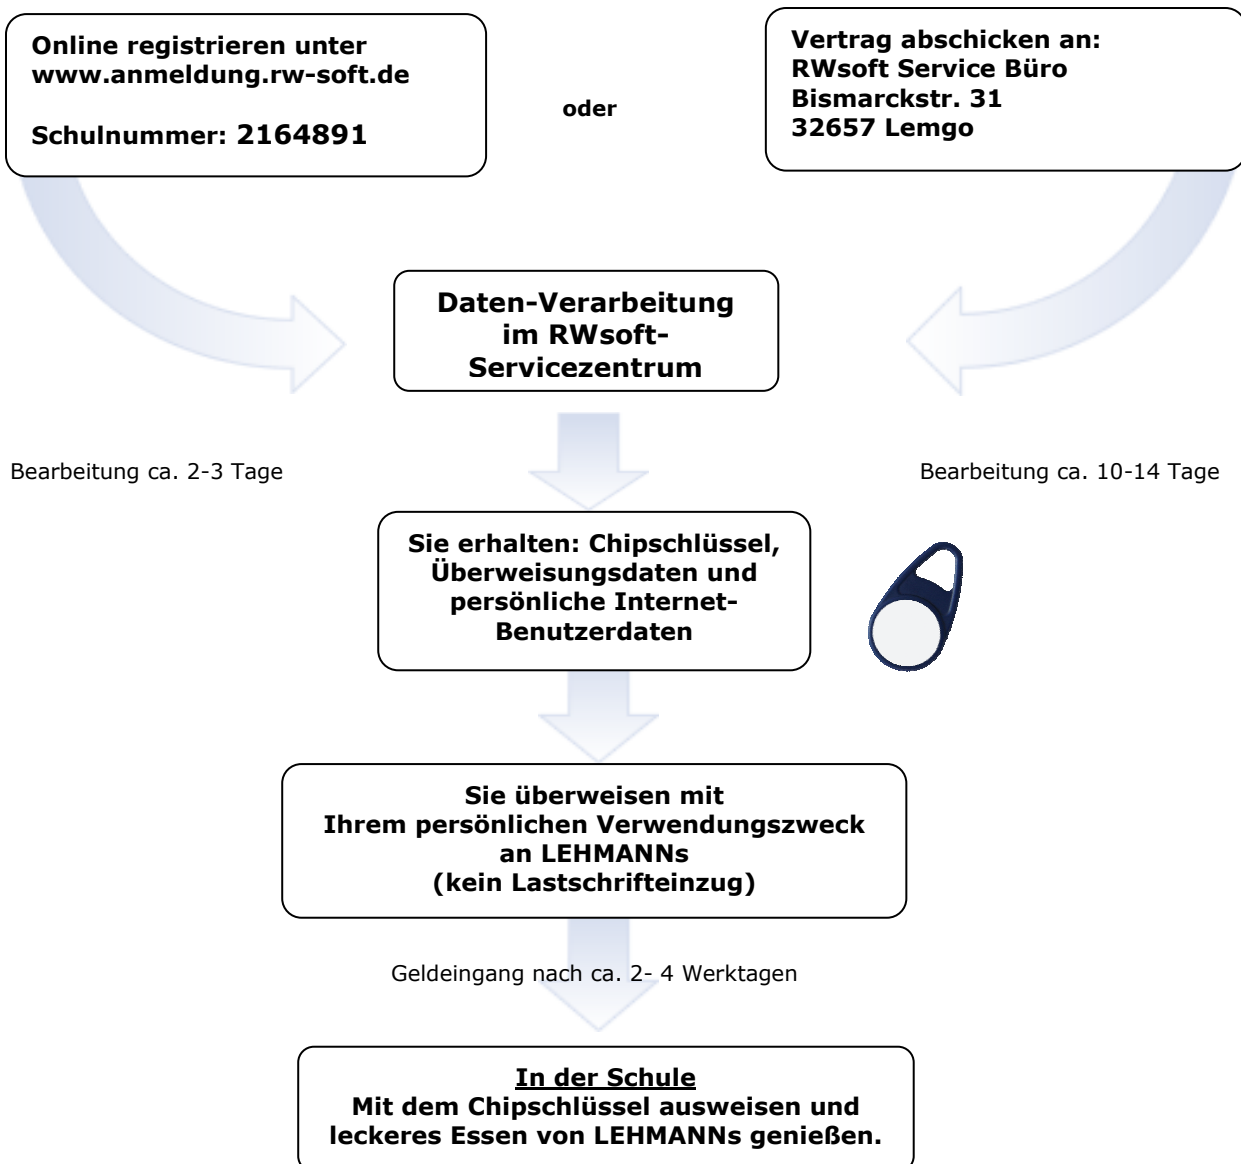 Online registrieren unter
www.anmeldung.rw-soft.de
Schulnummer: 2164891
oder
Vertrag abschicken an:
RWsoft Service Büro
Bismarckstr. 31
32657 Lemgo
Daten-Verarbeitung
im RWsoft-
Servicezentrum
Bearbeitung ca. 2-3 Tage
Bearbeitung ca. 10-14 Tage
Sie erhalten: Chipschlüssel,
Überweisungsdaten und
persönliche Internet-
Benutzerdaten
Sie überweisen mit
Ihrem persönlichen Verwendungszweck
an LEHMANNs
(kein Lastschrifteinzug)
Geldeingang nach ca. 2- 4 Werktagen
In der Schule
Mit dem Chipschlüssel ausweisen und
leckeres Essen von LEHMANNs genießen.